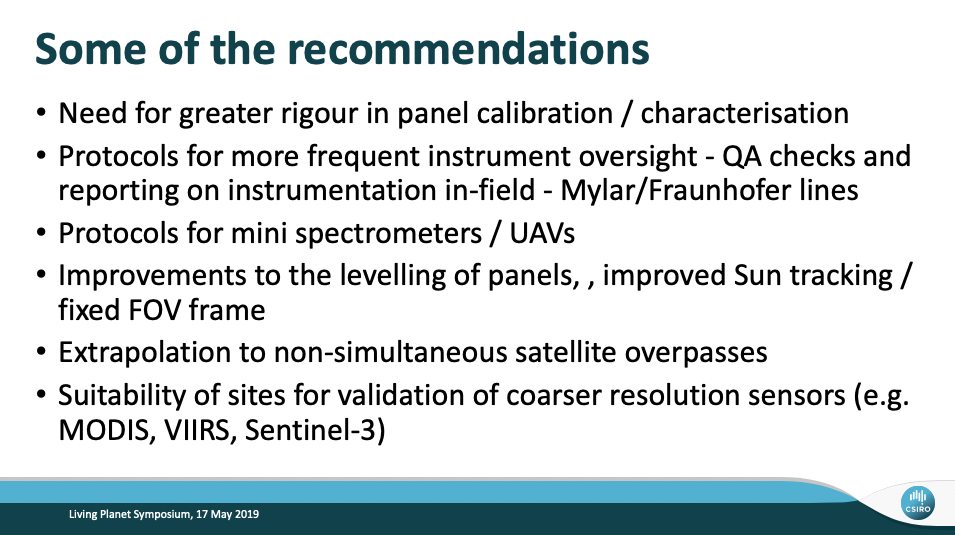 Some of the recommendations
• Need for greater rigour in panel calibration / characterisation
• Protocols for more frequent instrument oversight - QA checks and
reporting on instrumentation in-field - Mylar/Fraunhofer lines
• Protocols for mini spectrometers / UAVs
• Improvements to the levelling of panels, , improved Sun tracking /
fixed FOV frame
• Extrapolation to non-simultaneous satellite overpasses
• Suitability of sites for validation of coarser resolution sensors (e.g.
MODIS, VIIRS, Sentinel-3)
Living Planet Symposium, 17 May 2019
CSIRO